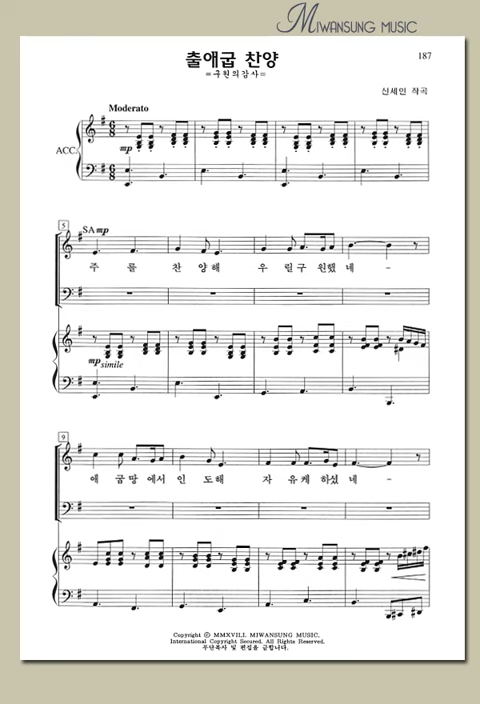 MIWANSUNG MUSIC
출애굽 찬양
187
=구원의감사=
신세인 작곡
Moderato
ACC.
mp
5
SA mp
주를 찬양해 우릴구원했네-
mp simile
9
애굽땅에서 인도해 자유케하셨네-
Copyright © MMXVIII. MIWANSUNG MUSIC.
International Copyright Secured. All Rights Reserved.
무단복사 및 편집을 금합니다.